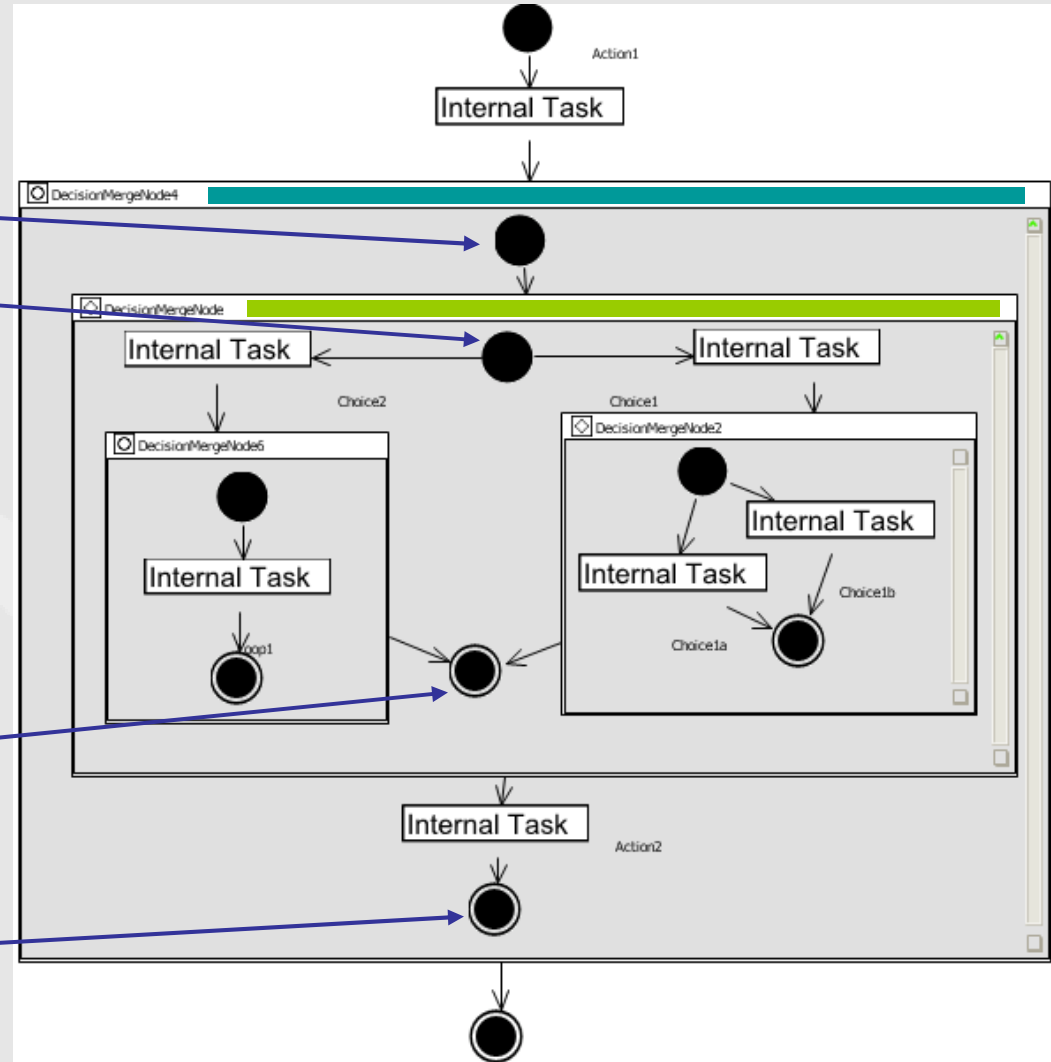 Action1
Internal Task
DecisionMergeNode4
DecisionMergeNode
Internal Task
Internal Task
Choice2
Choice1
DecisionMergeNode6
DecisionMergeNode2
Internal Task
Internal Task
Internal Task
Choice1b
Choice1a
Loop1
Internal Task
Action2